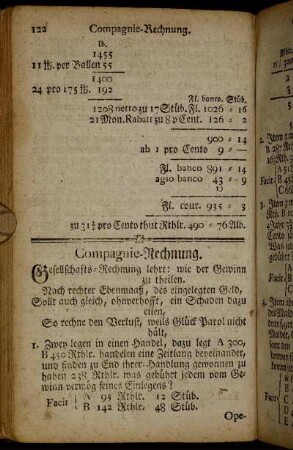 122 Compagnie-Rechnung.
lb.
1455
11 ℔. per Ballen 55
1400
24 pro 175 ℔. 192
Fl. banco. Stüb.
1208 netto zu 17 Stüb. Fl. 1026 = 16
21 Mon. Rabatt zu 8 p Cent. 126 = 2
900 = 14
ab 1 pro Cento 9 = —
Fl. banco 891 = 14
agio banco 43 = 9
Fl. cour. 935 = 3
zu 31¼ pro Cento thut Rthlr. 490 = 76 Alb.
Compagnie-Rechnung.
Gesellschafts-Rechnung lehrt: wie der Gewinn
zu theilen.
Nach rechter Ebenmaaß, des eingelegten Geld,
Sollt auch gleich, ohnverhofft, ein Schaden dazu
eilen,
So rechne den Verlust, weils Glück Parol nicht
hält,
1. Zwey legen in einen Handel, dazu legt A 300,
B 450 Rthlr. handelen eine Zeitlang beyeinander,
und finden zu End ihrer Handlung gewonnen zu
haben 238 Rthlr. was gebührt jedem vom Ge-
winn vermög seines Einlegens?
Facit A 95 Rthlr. 12 Stüb.
B 142 Rthlr. 48 Stüb.
Ope-